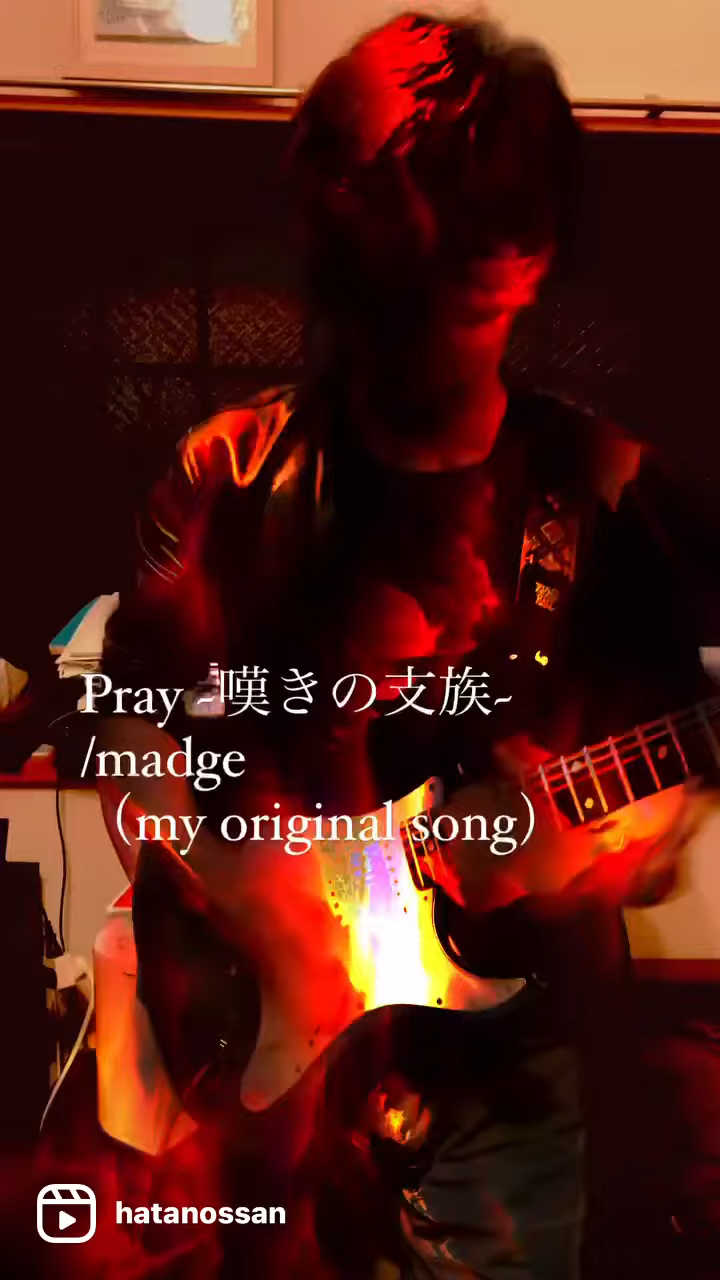 Pray -嘆きの支族-
/madge
（my original song）
hatanossan